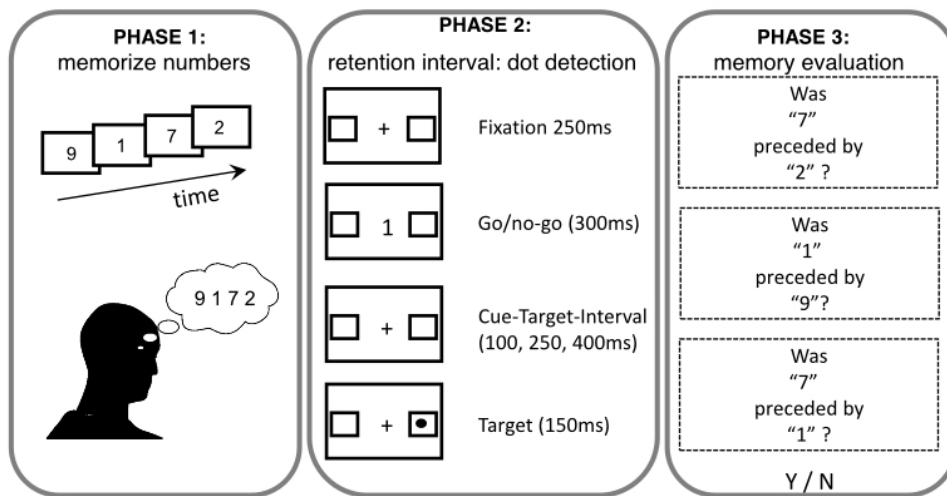 PHASE 1:
memorize numbers
9
1
7
2
time
9 1 7 2
PHASE 2:
retention interval: dot detection
+
Fixation 250ms
1
Go/no-go (300ms)
+
Cue-Target-Interval
(100, 250, 400ms)
+
Target (150ms)
PHASE 3:
memory evaluation
Was
“7”
preceded by
“2” ?
Was
“1”
preceded by
“9”?
Was
“7”
preceded by
“1” ?
Y / N